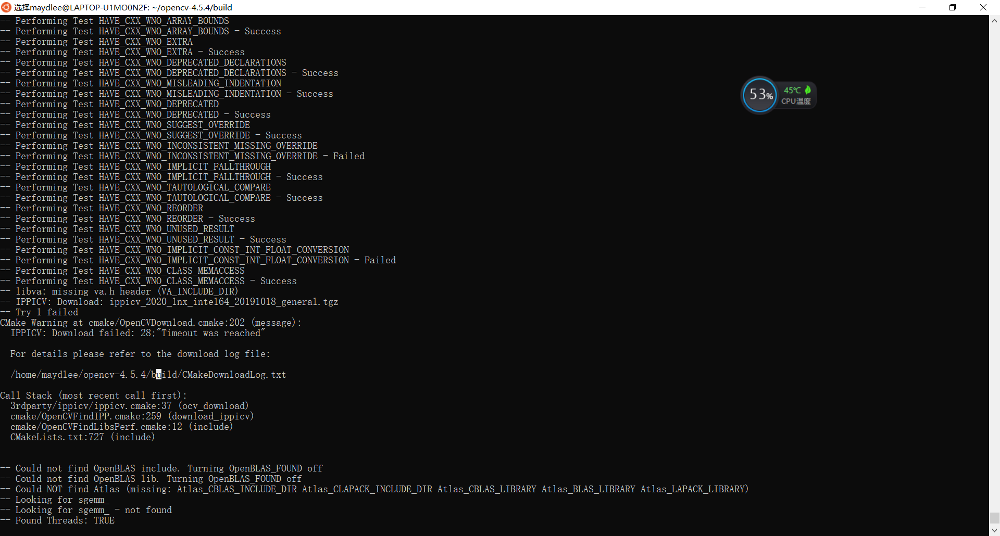 选择maydlee@LAPTOP-U1MO0N2F: ~/opencv-4.5.4/build
-- Performing Test HAVE_CXX_WNO_ARRAY_BOUNDS
-- Performing Test HAVE_CXX_WNO_ARRAY_BOUNDS - Success
-- Performing Test HAVE_CXX_WNO_EXTRA
-- Performing Test HAVE_CXX_WNO_EXTRA - Success
-- Performing Test HAVE_CXX_WNO_DEPRECATED_DECLARATIONS
-- Performing Test HAVE_CXX_WNO_DEPRECATED_DECLARATIONS - Success
-- Performing Test HAVE_CXX_WNO_MISLEADING_INDENTATION
-- Performing Test HAVE_CXX_WNO_MISLEADING_INDENTATION - Success
-- Performing Test HAVE_CXX_WNO_DEPRECATED
-- Performing Test HAVE_CXX_WNO_DEPRECATED - Success
-- Performing Test HAVE_CXX_WNO_SUGGEST_OVERRIDE
-- Performing Test HAVE_CXX_WNO_SUGGEST_OVERRIDE - Success
-- Performing Test HAVE_CXX_WNO_INCONSISTENT_MISSING_OVERRIDE
-- Performing Test HAVE_CXX_WNO_INCONSISTENT_MISSING_OVERRIDE - Failed
-- Performing Test HAVE_CXX_WNO_IMPLICIT_FALLTHROUGH
-- Performing Test HAVE_CXX_WNO_IMPLICIT_FALLTHROUGH - Success
-- Performing Test HAVE_CXX_WNO_TAUTOLOGICAL_COMPARE
-- Performing Test HAVE_CXX_WNO_TAUTOLOGICAL_COMPARE - Success
-- Performing Test HAVE_CXX_WNO_REORDER
-- Performing Test HAVE_CXX_WNO_REORDER - Success
-- Performing Test HAVE_CXX_WNO_UNUSED_RESULT
-- Performing Test HAVE_CXX_WNO_UNUSED_RESULT - Success
-- Performing Test HAVE_CXX_WNO_IMPLICIT_CONST_INT_FLOAT_CONVERSION
-- Performing Test HAVE_CXX_WNO_IMPLICIT_CONST_INT_FLOAT_CONVERSION - Failed
-- Performing Test HAVE_CXX_WNO_CLASS_MEMACCESS
-- Performing Test HAVE_CXX_WNO_CLASS_MEMACCESS - Success
-- libva: missing va.h header (VA_INCLUDE_DIR)
-- IPPICV: Download: ippicv_2020_lnx_intel64_20191018_general.tgz
-- Try 1 failed
CMake Warning at cmake/OpenCVDownload.cmake:202 (message):
  IPPICV: Download failed: 28;"Timeout was reached"
  For details please refer to the download log file:
  /home/maydlee/opencv-4.5.4/build/CMakeDownloadLog.txt
Call Stack (most recent call first):
  3rdparty/ippicv/ippicv.cmake:37 (ocv_download)
  cmake/OpenCVFindIPP.cmake:259 (download_ippicv)
  cmake/OpenCVFindLibsPerf.cmake:12 (include)
  CMakeLists.txt:727 (include)
-- Could not find OpenBLAS include. Turning OpenBLAS_FOUND off
-- Could not find OpenBLAS lib. Turning OpenBLAS_FOUND off
-- Could NOT find Atlas (missing: Atlas_CBLAS_INCLUDE_DIR Atlas_CLAPACK_INCLUDE_DIR Atlas_CBLAS_LIBRARY Atlas_BLAS_LIBRARY Atlas_LAPACK_LIBRARY)
-- Looking for sgemm_
-- Looking for sgemm_ - not found
-- Found Threads: TRUE
53%
45℃
CPU温度